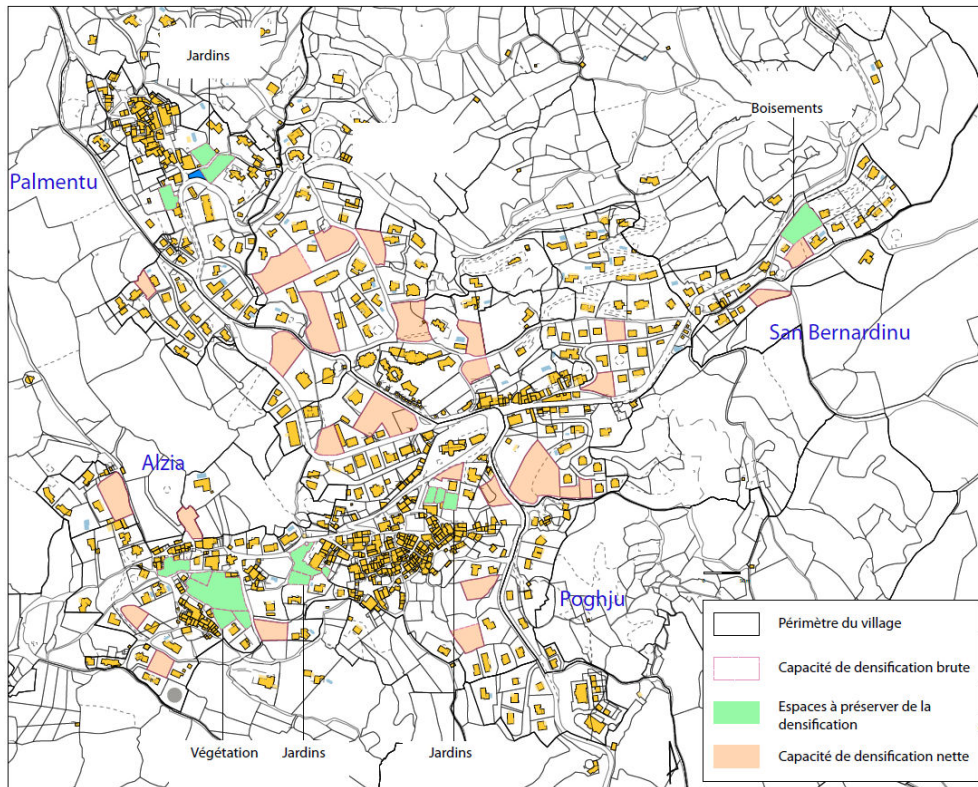 Jardins
Boisements
Palmentu
San Bernardinu
Alzia
Poghju
Périmètre du village
Capacité de densification brute
Espaces à préserver de la
densification
Capacité de densification nette
Végétation
Jardins
Jardins